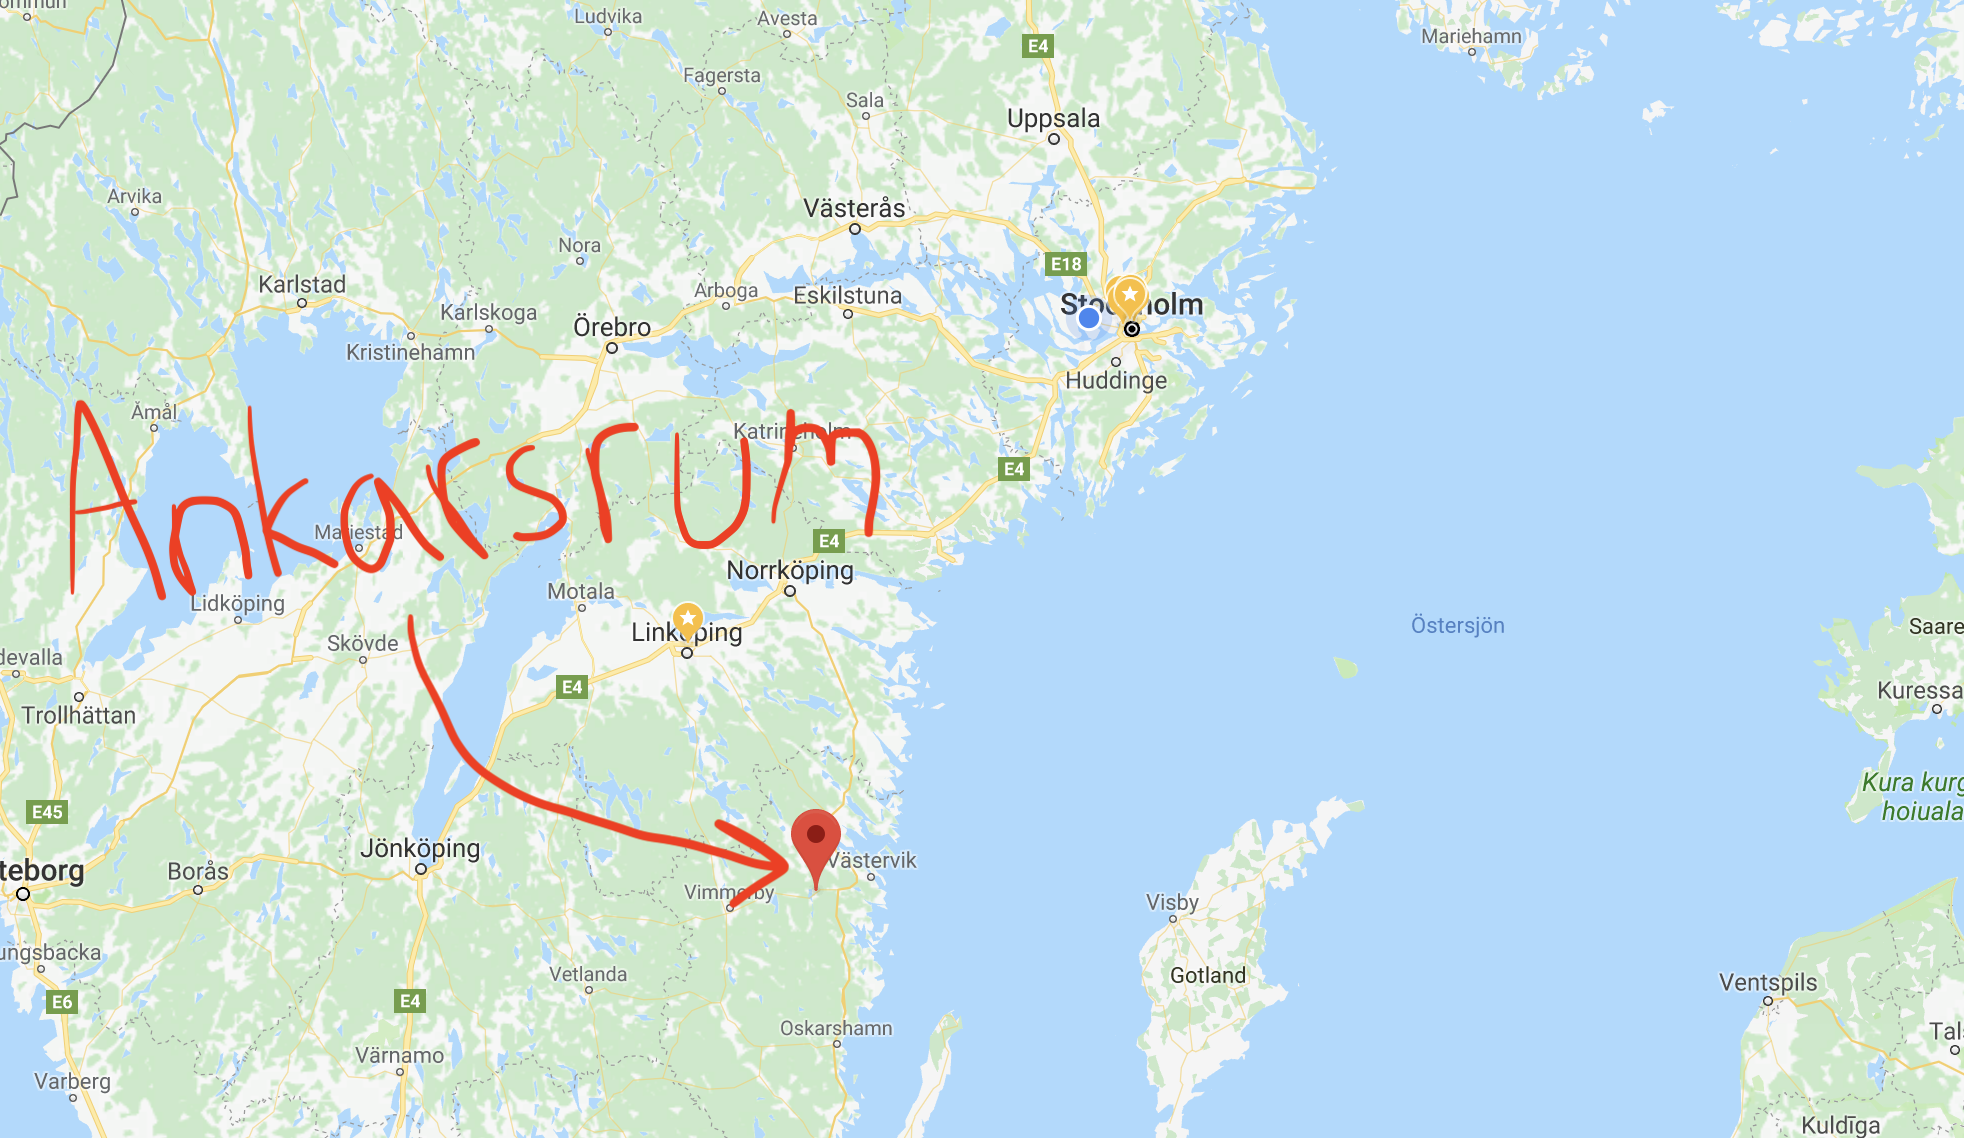 Ludvika
Avesta
E4
Mariehamn
Fagersta
Sala
Uppsala
Arvika
Västerås
Nora
E18
Karlstad
Arboga
Eskilstuna
Stockholm
Karlskoga
Örebro
Kristinehamn
Huddinge
Åmål
Katrineholm
Ankarsrum
E4
Mariestad
E4
Norrköping
Motala
Lidköping
Östersjön
Saare
Linköping
Skövde
devalla
E4
Kuressa
Trollhättan
Kura kurg
hoiuala
E45
Jönköping
Västervik
teborg
Borås
Vimmerby
Visby
ungsbacka
Vetlanda
Gotland
Ventspils
E6
E4
Oskarshamn
Tal
Värnamo
Varberg
Kuldīga